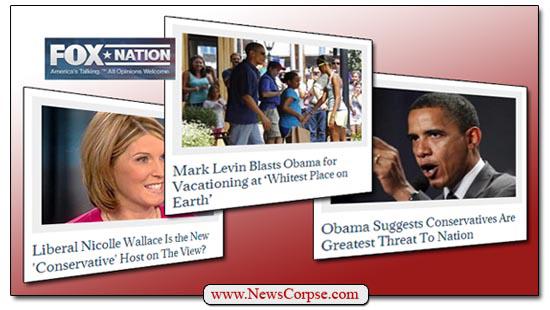 FOX NATION
America's Talking.™ All Opinions Welcome.
Mark Levin Blasts Obama for
Vacationing at 'Whitest Place on
Earth'
Liberal Nicolle Wallace Is the New
'Conservative' Host on The View?
Obama Suggests Conservatives Are
Greatest Threat To Nation
www.NewsCorpse.com